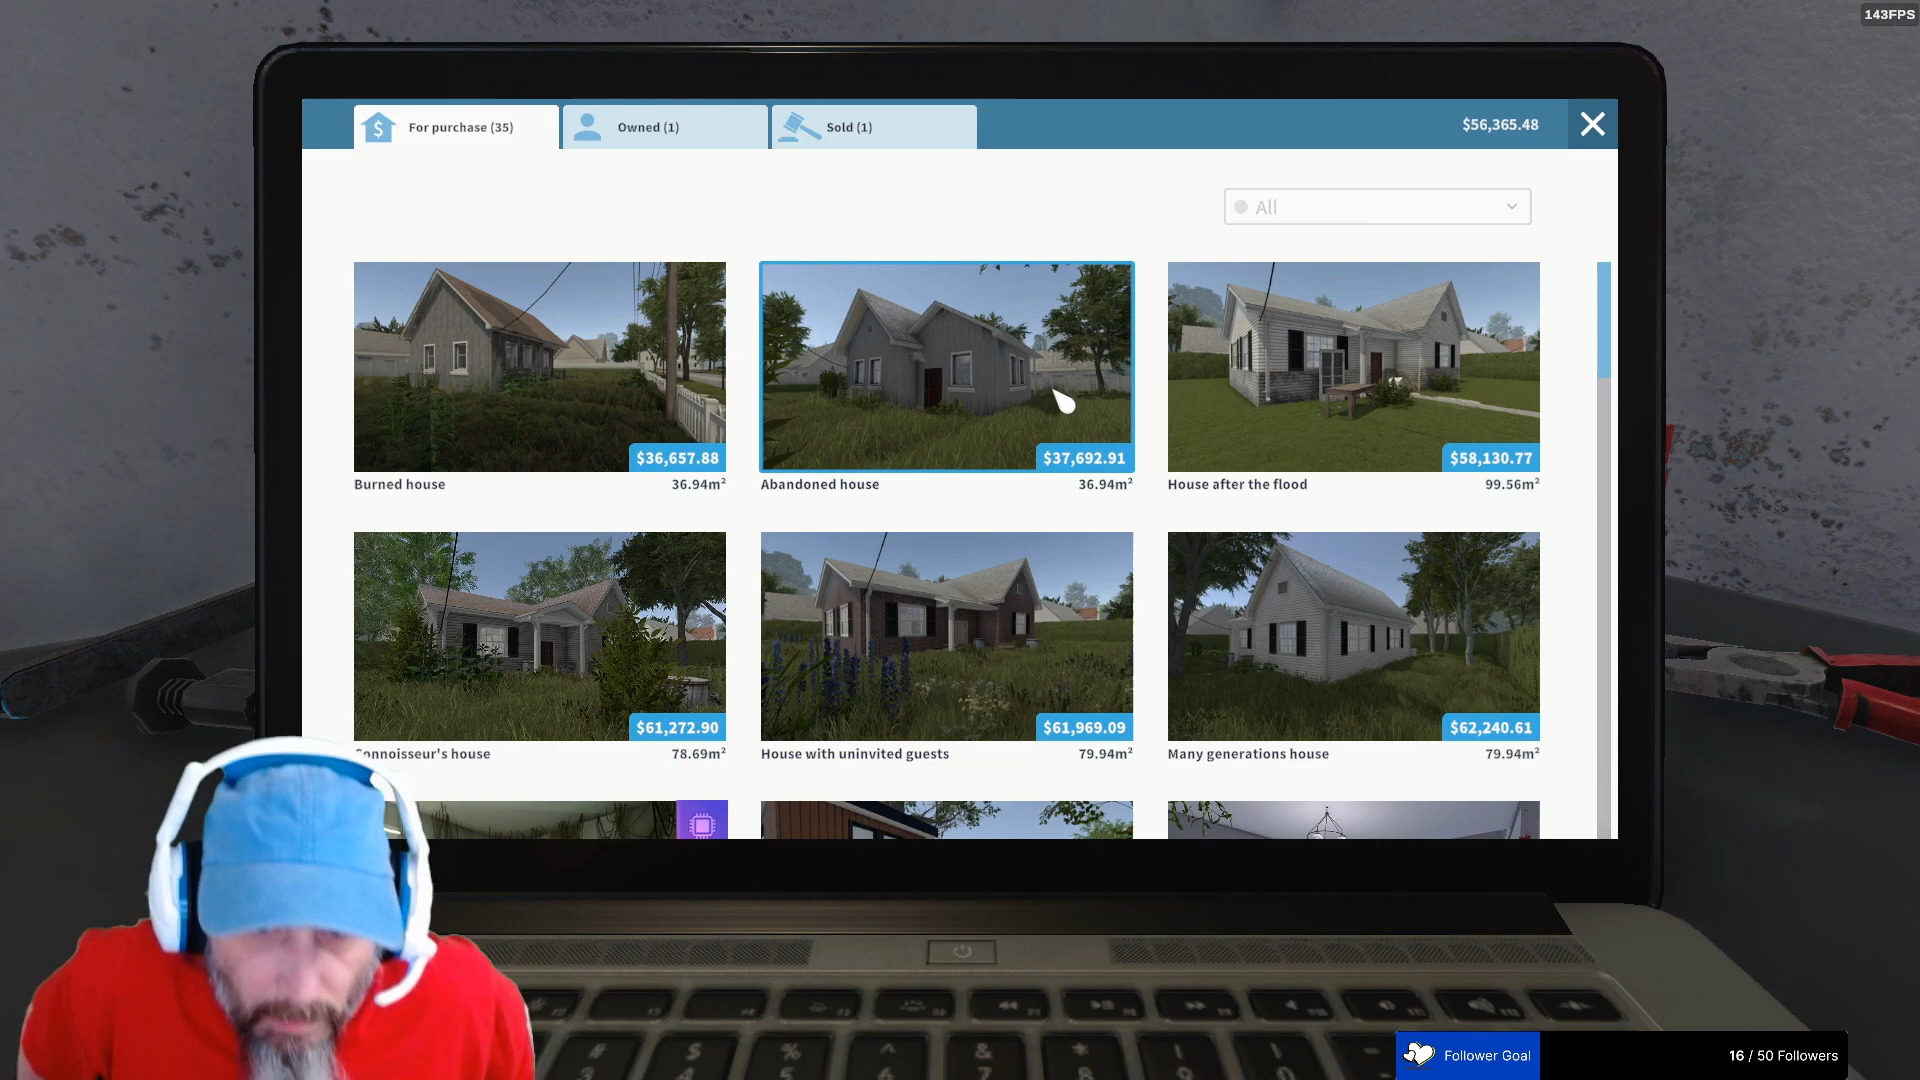 143FPS
For purchase (35)
Owned (1)
Sold (1)
$56,365.48
All
$36,657.88
$37,692.91
$58,130.77
Burned house
36.94m²
Abandoned house
36.94m²
House after the flood
99.56m²
$61,272.90
$61,969.09
$62,240.61
onnoisseur's house
78.69m²
House with uninvited guests
79.94m²
Many generations house
79.94m²
Follower Goal
16 / 50 Followers